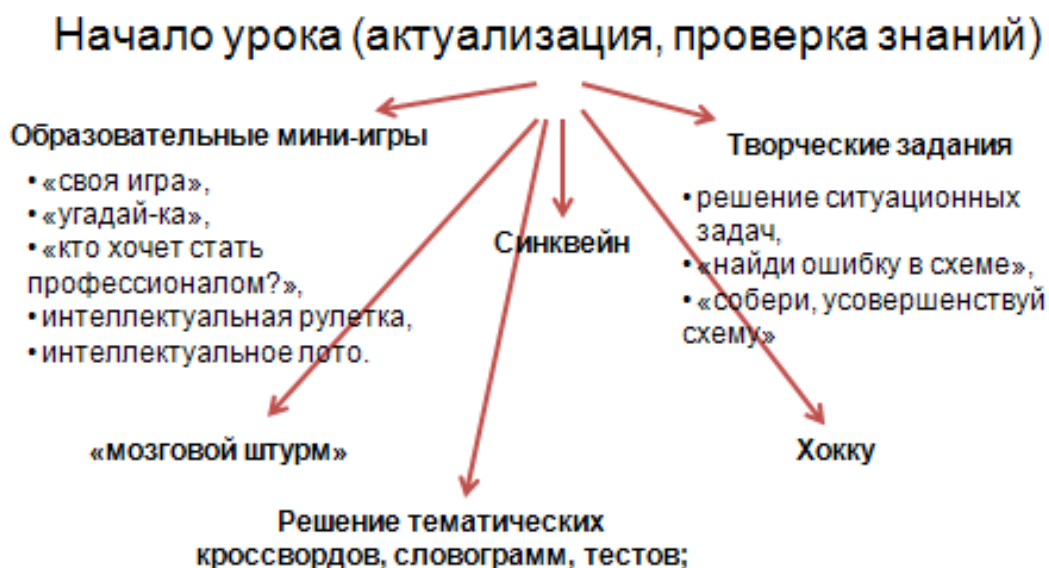 Начало урока (актуализация, проверка знаний)
Образовательные мини-игры
•«своя игра»,
•«угадай-ка»,
•«кто хочет стать
профессионалом?»,
•интеллектуальная рулетка,
•интеллектуальное лото.
Творческие задания
•решение ситуационных
задач,
•«найди ошибку в схеме»,
•«собери, усовершенствуй
схему»
Синквейн
«мозговой штурм»
Хокку
Решение тематических
кроссвордов, словограмм, тестов;